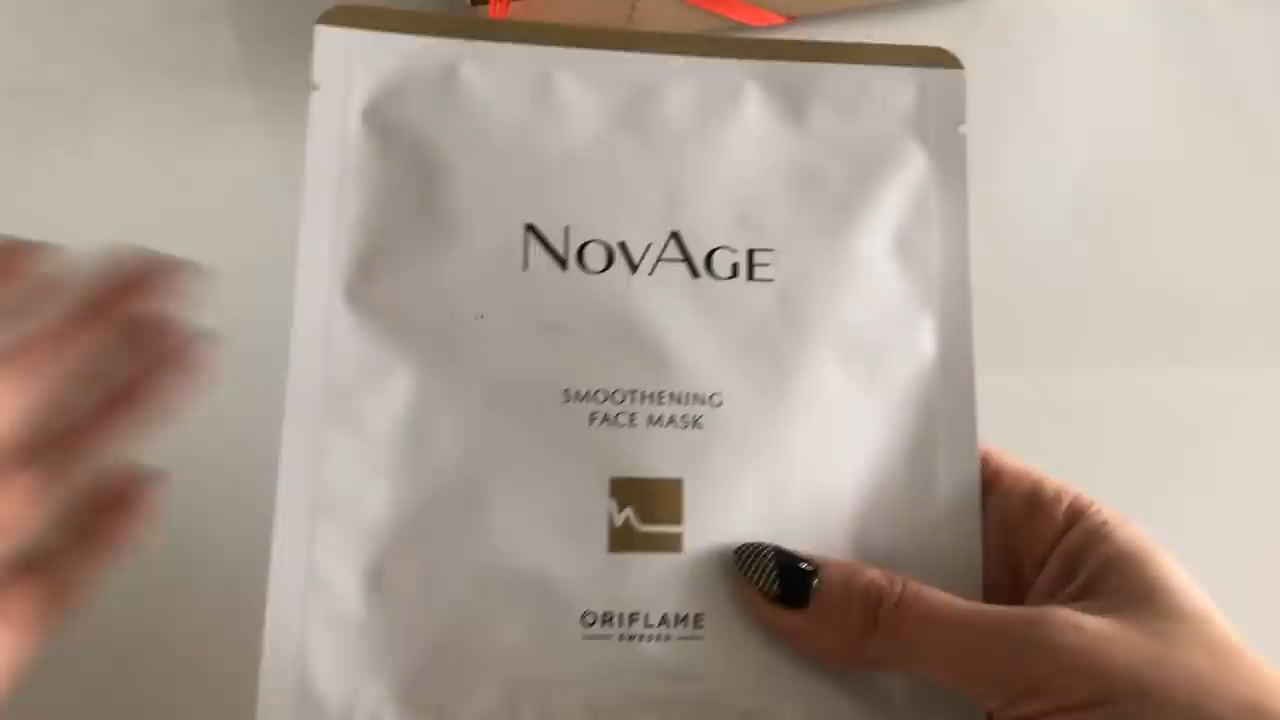 NOVAGE
SMOOTHENING
FACE MASK
ORIFLAME
SWEDEN